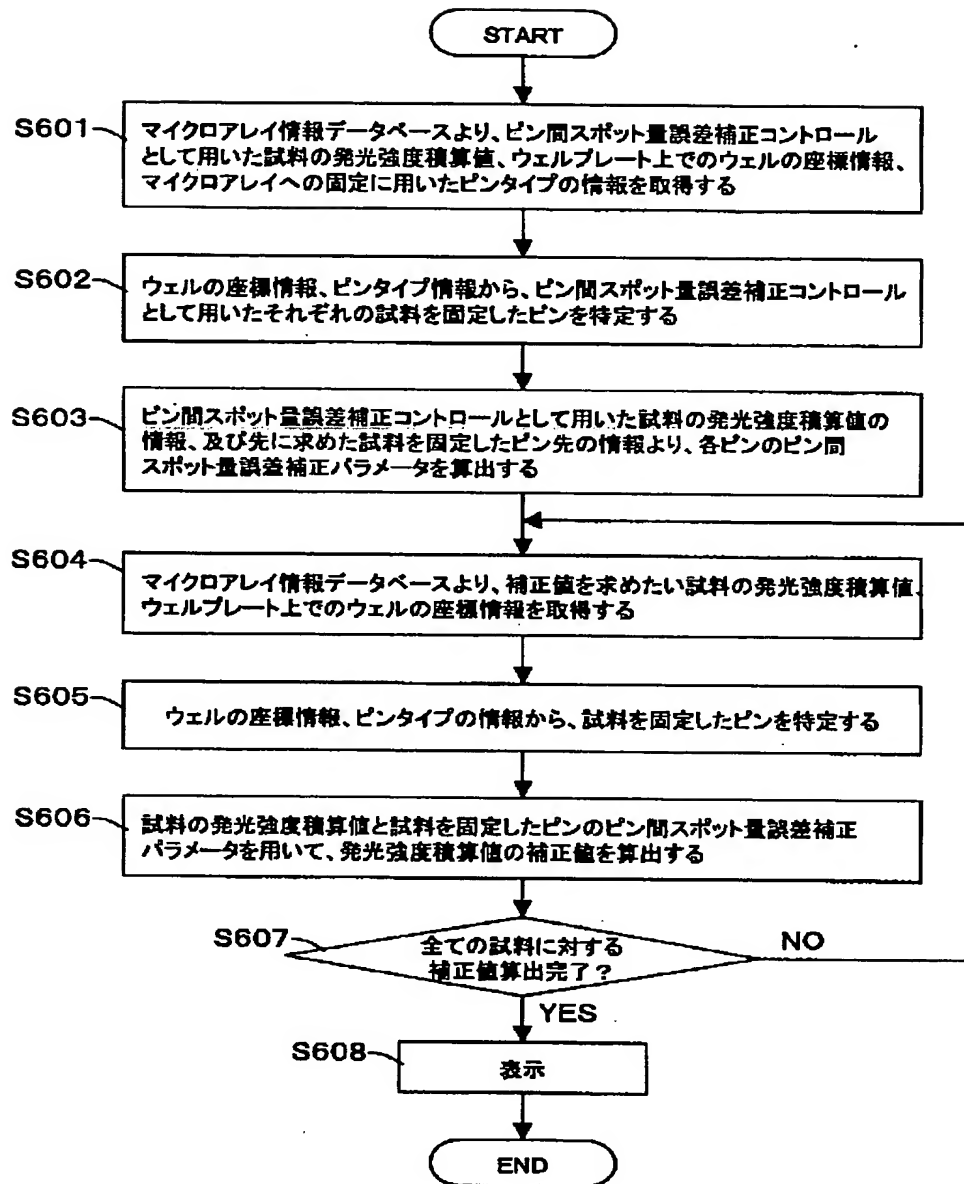 START
S601
マイクロアレイ情報データベースより、ピン間スポット量誤差補正コントロール
として用いた試料の発光強度積算値、ウェルプレート上でのウェルの座標情報、
マイクロアレイへの固定に用いたピンタイプの情報を取得する
S602
ウェルの座標情報、ピンタイプ情報から、ピン間スポット量誤差補正コントロール
として用いたそれぞれの試料を固定したピンを特定する
S603
ピン間スポット量誤差補正コントロールとして用いた試料の発光強度積算値の
情報、及び先に求めた試料を固定したピン先の情報より、各ピンのピン間
スポット量誤差補正パラメータを算出する
S604
マイクロアレイ情報データベースより、補正値を求めたい試料の発光強度積算値、
ウェルプレート上でのウェルの座標情報を取得する
S605
ウェルの座標情報、ピンタイプの情報から、試料を固定したピンを特定する
S606
試料の発光強度積算値と試料を固定したピンのピン間スポット量誤差補正
パラメータを用いて、発光強度積算値の補正値を算出する
S607
全ての試料に対する
補正値算出完了?
NO
YES
S608
表示
END